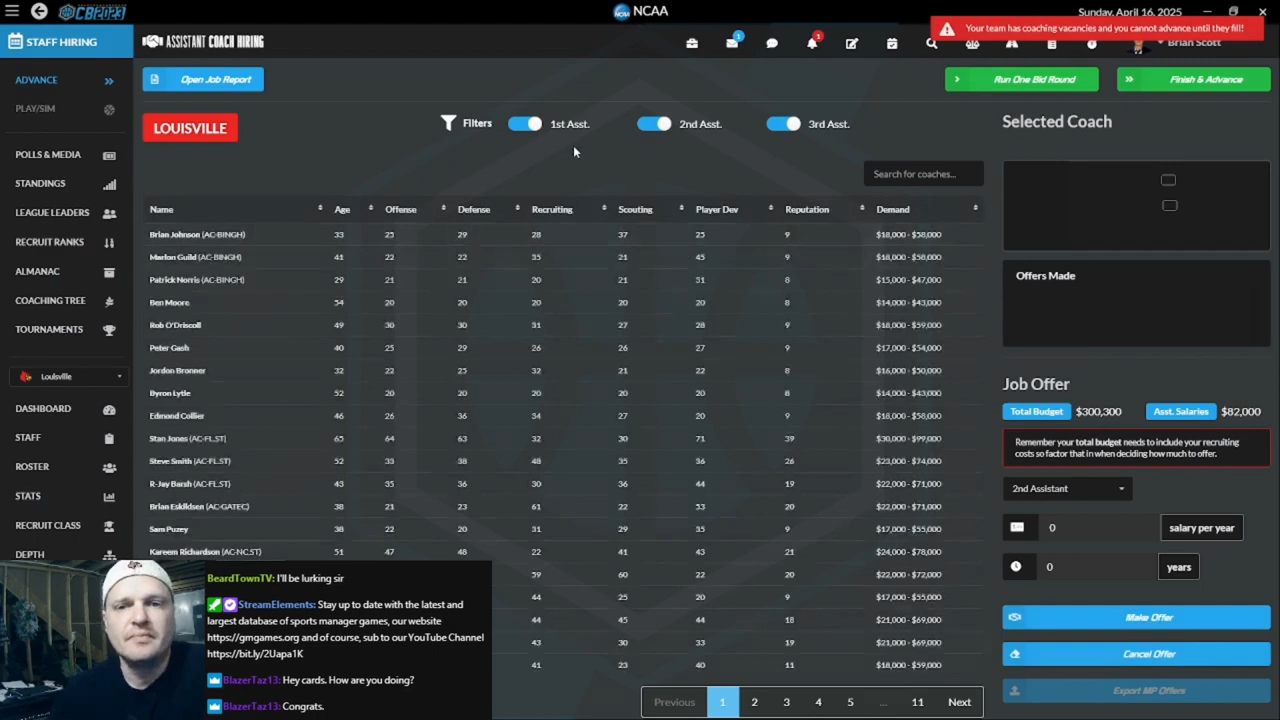 CB2023
NCAA
Sunday, April 16, 2025
STAFF HIRING
ASSISTANT COACH HIRING
1
1
Your team has coaching vacancies and you cannot advance until they fill!
Brian Scott
ADVANCE
PLAY/SIM
POLLS & MEDIA
STANDINGS
LEAGUE LEADERS
RECRUIT RANKS
ALMANAC
COACHING TREE
TOURNAMENTS
Louisville
DASHBOARD
STAFF
ROSTER
STATS
RECRUIT CLASS
DEPTH
Open Job Report
Run One Bid Round
Finish & Advance
LOUISVILLE
Filters
1st Asst.
2nd Asst.
3rd Asst.
Search for coaches...
Name Age Offense Defense Recruiting Scouting Player Dev Reputation Demand
Brian Johnson (AC-BINGH) 33 25 29 28 37 25 9 $18,000 - $58,000
Marlon Guild (AC-BINGH) 41 22 22 35 21 45 9 $18,000 - $58,000
Patrick Norris (AC-BINGH) 29 21 21 21 21 31 8 $15,000 - $47,000
Ben Moore 54 20 20 20 20 20 8 $14,000 - $43,000
Rob O'Driscoll 49 30 30 31 27 28 9 $18,000 - $59,000
Peter Gash 40 25 29 26 26 27 9 $17,000 - $54,000
Jordon Bronner 32 22 25 32 21 22 8 $16,000 - $50,000
Byron Lytle 52 20 20 20 20 20 8 $14,000 - $43,000
Edmond Collier 46 26 36 34 27 20 9 $18,000 - $58,000
Stan Jones (AC-FL.ST) 65 64 63 32 30 71 39 $30,000 - $99,000
Steve Smith (AC-FL.ST) 52 33 38 48 35 36 26 $23,000 - $74,000
R-Jay Barsh (AC-FL.ST) 43 35 36 30 36 44 19 $22,000 - $71,000
Brian Eskildsen (AC-GATEC) 38 21 23 61 22 53 20 $22,000 - $71,000
Sam Puzey 38 22 20 31 29 35 9 $17,000 - $55,000
Kareem Richardson (AC-NC.ST) 51 47 48 22 41 43 21 $24,000 - $78,000
59 60 22 20 $22,000 - $72,000
44 25 20 9 $17,000 - $55,000
44 45 44 18 $21,000 - $69,000
43 30 33 19 $21,000 - $69,000
41 23 40 11 $18,000 - $59,000
Previous 1 2 3 4 5 ... 11 Next
Selected Coach
Offers Made
Job Offer
Total Budget $300,300 Asst. Salaries $82,000
Remember your total budget needs to include your recruiting
costs so factor that in when deciding how much to offer.
2nd Assistant
0 salary per year
0 years
Make Offer
Cancel Offer
Export MP Offers
BeardTownTV: I'll be lurking sir
StreamElements: Stay up to date with the latest and
largest database of sports manager games, our website
https://gmgames.org and of course, sub to our YouTube Channel
https://bit.ly/2Uapa1K
BlazerTaz13: Hey cards. How are you doing?
BlazerTaz13: Congrats.